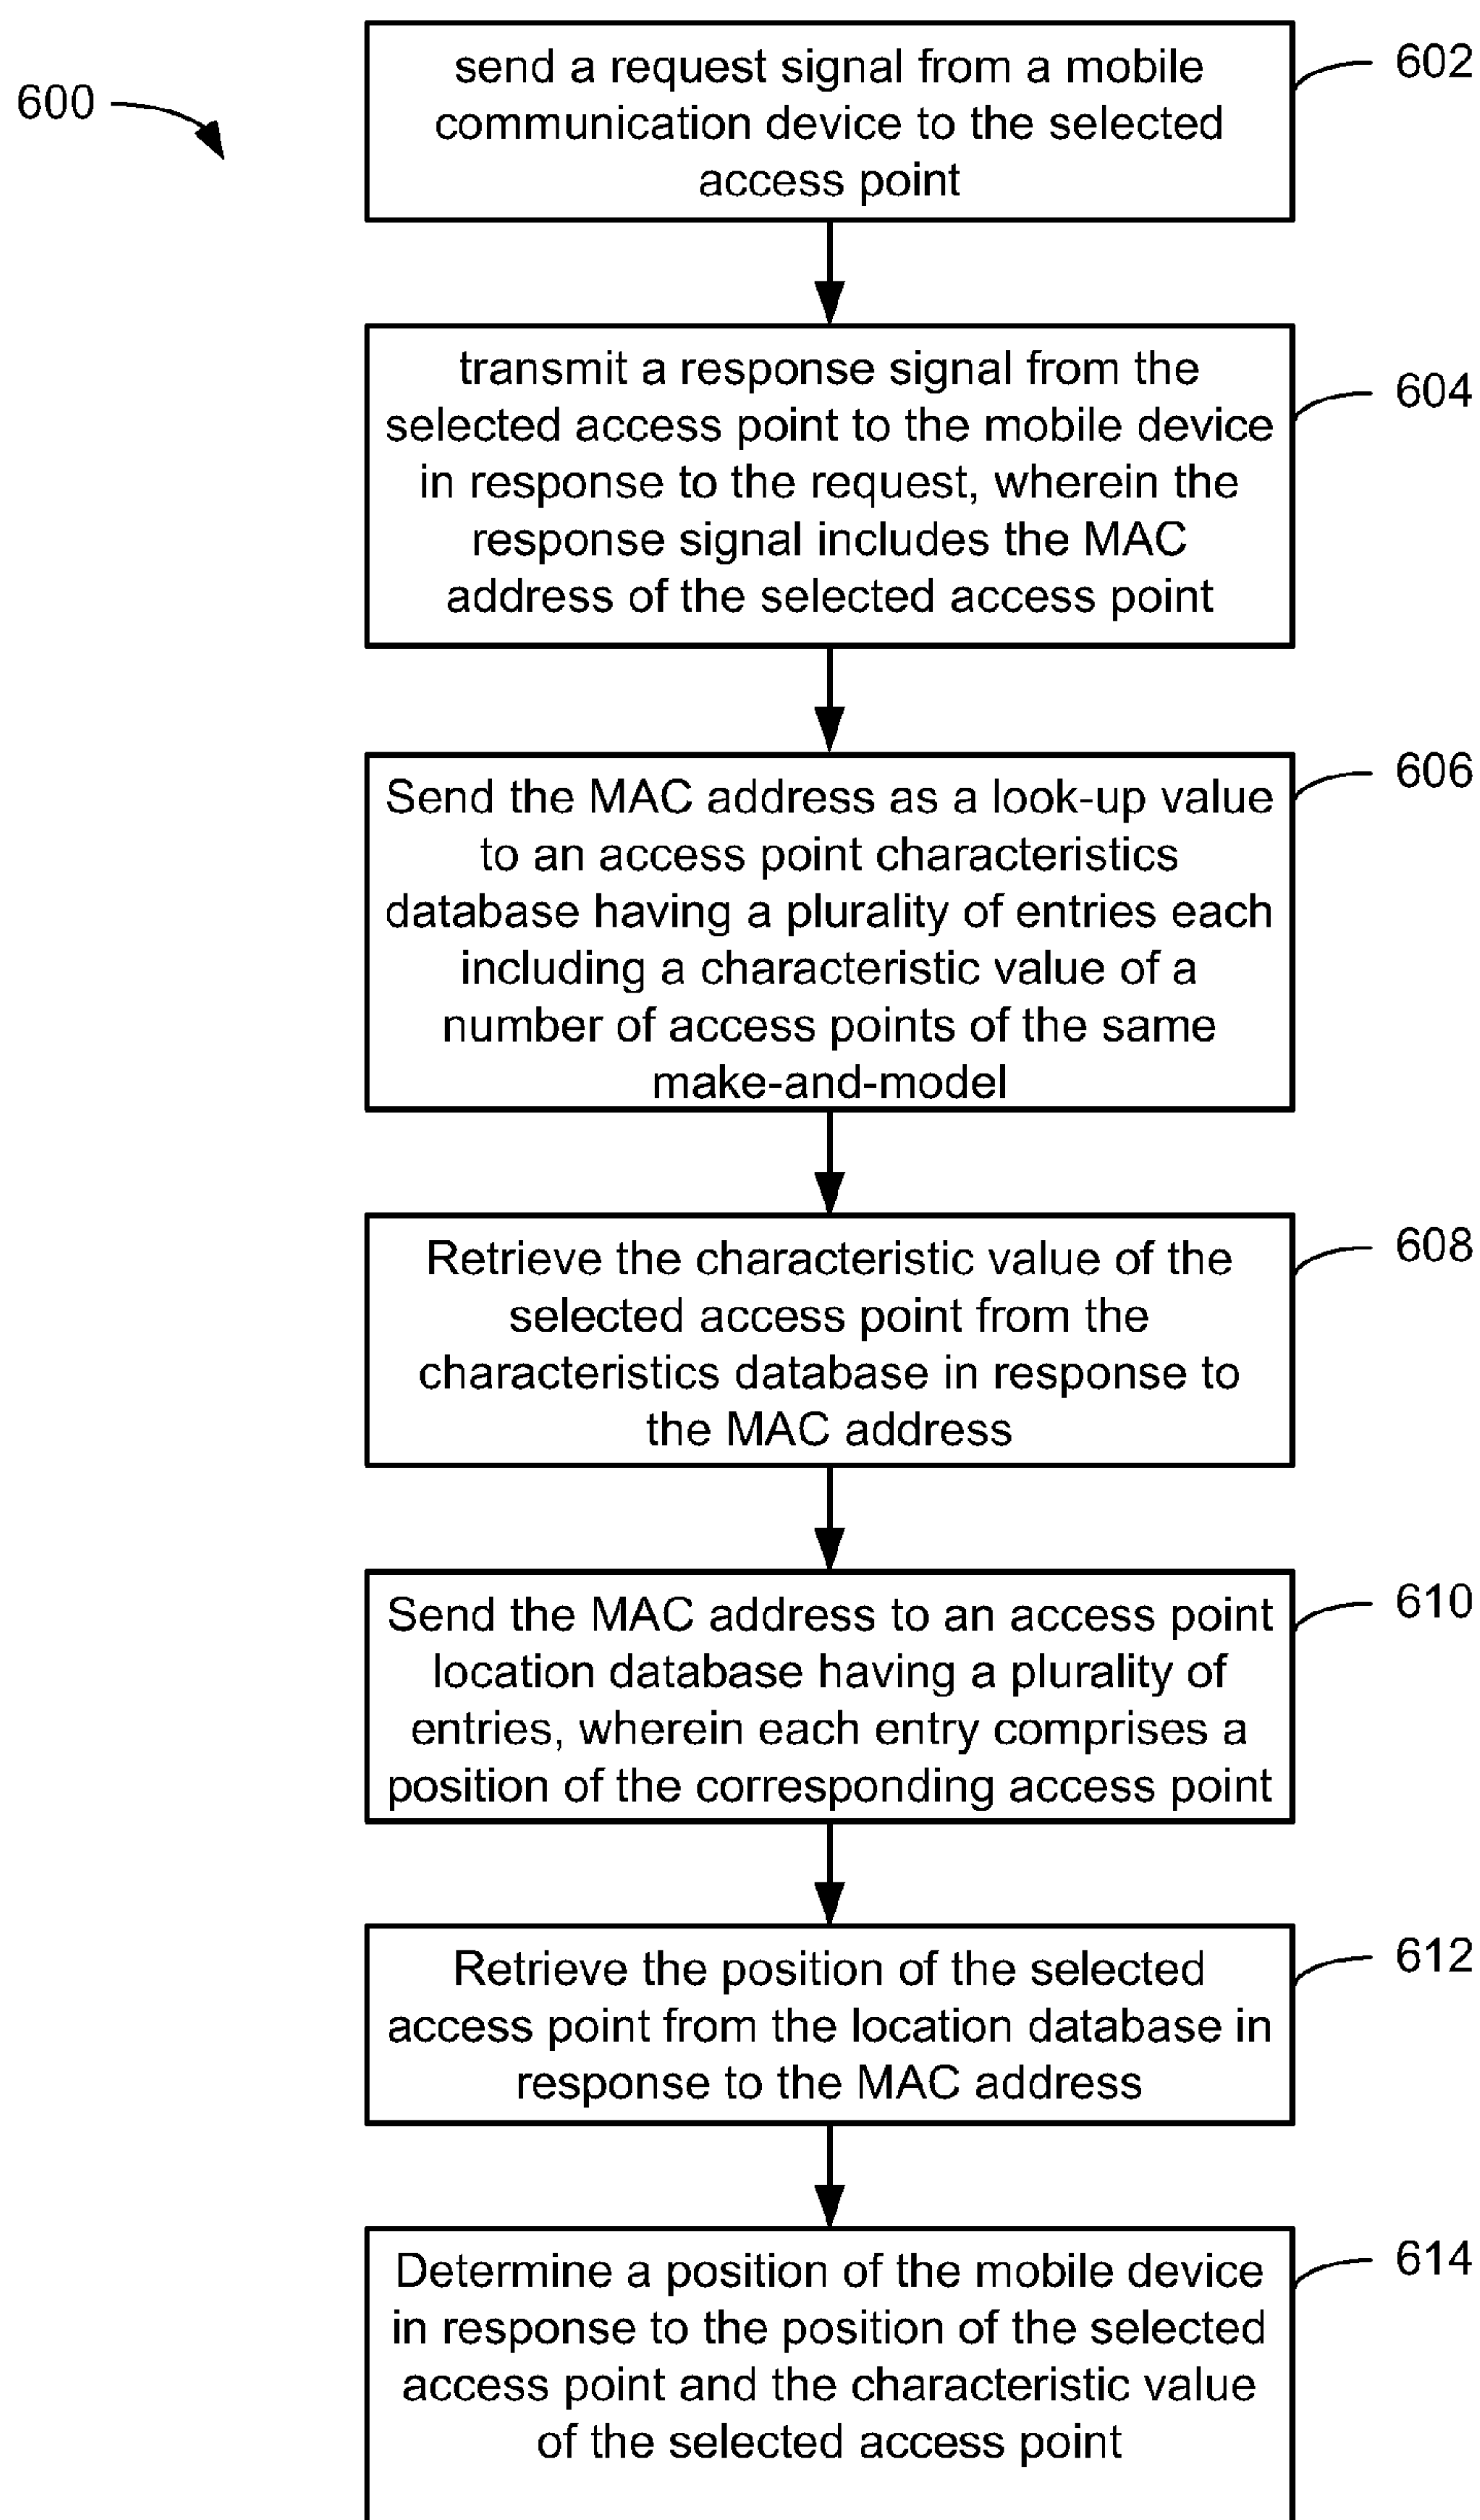 600
send a request signal from a mobile
communication device to the selected
access point
602
transmit a response signal from the
selected access point to the mobile device
in response to the request, wherein the
response signal includes the MAC
address of the selected access point
604
Send the MAC address as a look-up value
to an access point characteristics
database having a plurality of entries each
including a characteristic value of a
number of access points of the same
make-and-model
606
Retrieve the characteristic value of the
selected access point from the
characteristics database in response to
the MAC address
608
Send the MAC address to an access point
location database having a plurality of
entries, wherein each entry comprises a
position of the corresponding access point
610
Retrieve the position of the selected
access point from the location database in
response to the MAC address
612
Determine a position of the mobile device
in response to the position of the selected
access point and the characteristic value
of the selected access point
614